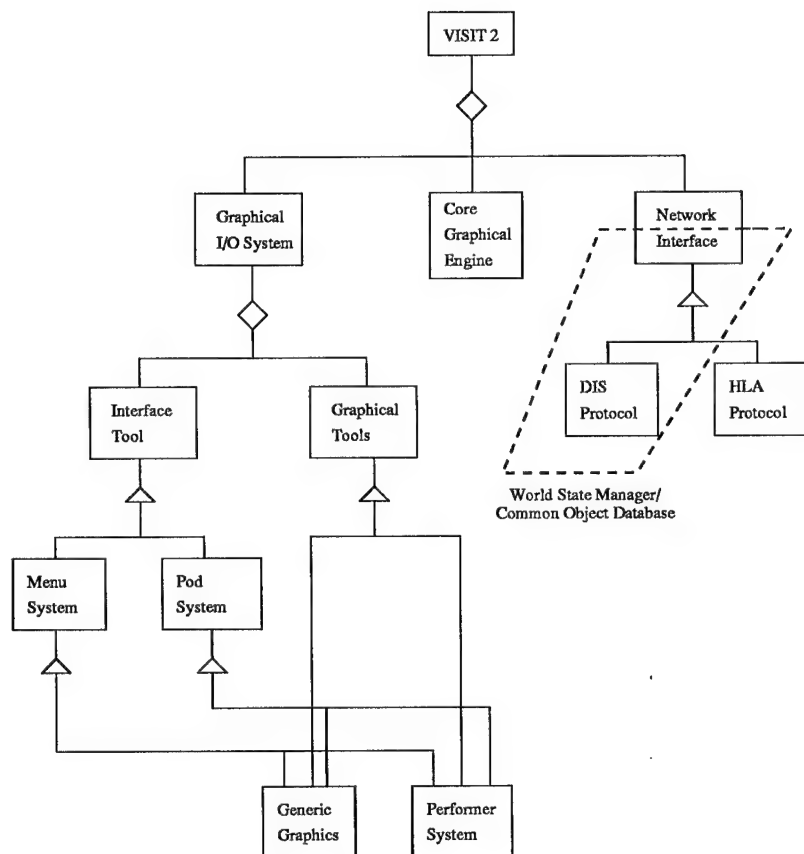 VISIT 2
Graphical
I/O System
Core
Graphical
Engine
Network
Interface
Interface
Tool
Graphical
Tools
DIS
Protocol
HLA
Protocol
World State Manager/
Common Object Database
Menu
System
Pod
System
Generic
Graphics
Performer
System